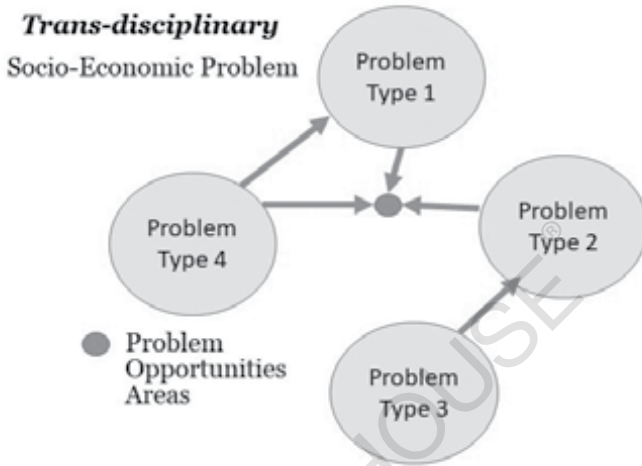 Trans-disciplinary
Socio-Economic Problem
Problem
Type 1
Problem
Type 2
Problem
Type 4
Problem
Opportunities
Areas
Problem
Type 3
HOUSE®